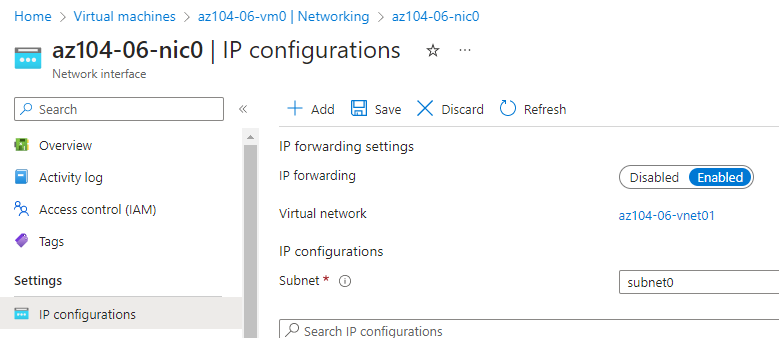 Home > Virtual machines > az104-06-vm0 | Networking > az104-06-nic0
az104-06-nic0 | IP configurations
Network interface
Search
Add Save Discard Refresh
Overview
Activity log
Access control (IAM)
Tags
Settings
IP configurations
IP forwarding settings
IP forwarding Disabled Enabled
Virtual network az104-06-vnet01
IP configurations
Subnet * subnet0
Search IP configurations